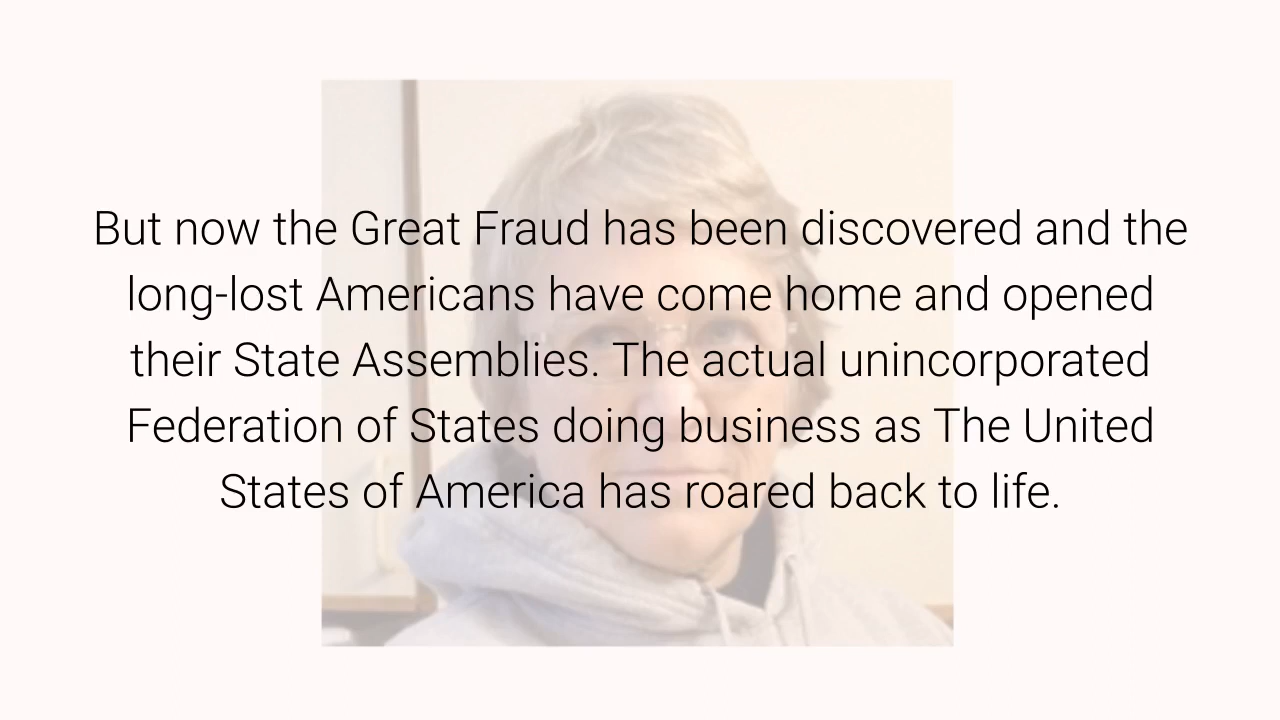 But now the Great Fraud has been discovered and the
long-lost Americans have come home and opened
their State Assemblies. The actual unincorporated
Federation of States doing business as The United
States of America has roared back to life.